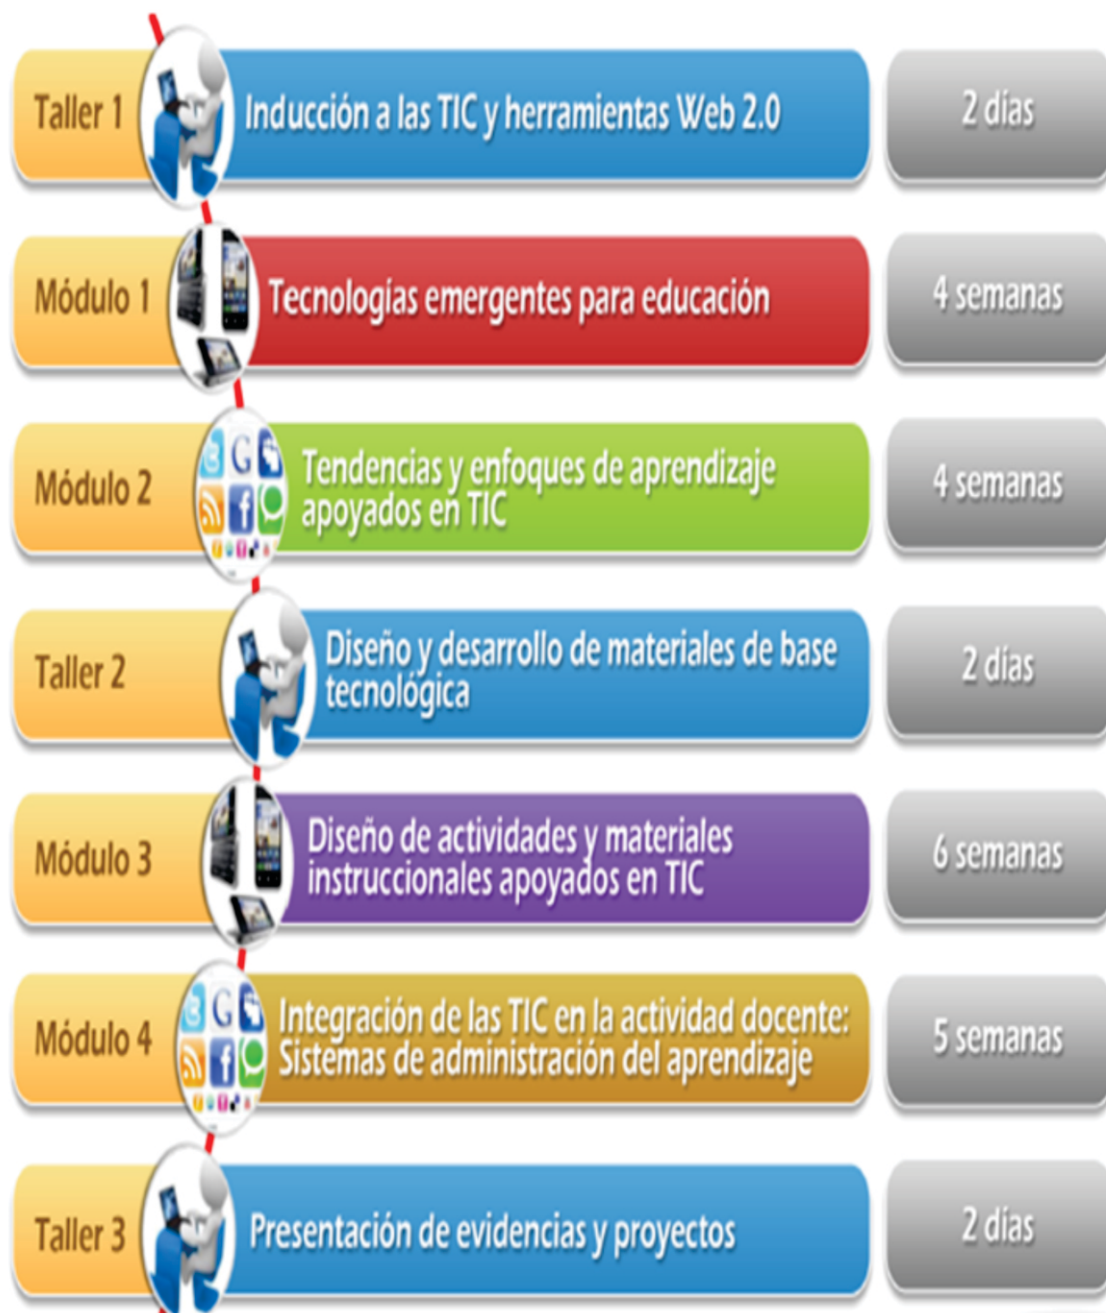 Taller 1
Inducción a las TIC y herramientas Web 2.0
2 días
Módulo 1
Tecnologías emergentes para educación
4 semanas
Módulo 2
Tendencias y enfoques de aprendizaje
apoyados en TIC
4 semanas
Taller 2
Diseño y desarrollo de materiales de base
tecnológica
2 días
Módulo 3
Diseño de actividades y materiales
instruccionales apoyados en TIC
6 semanas
Módulo 4
Integración de las TIC en la actividad docente:
Sistemas de administración del aprendizaje
5 semanas
Taller 3
Presentación de evidencias y proyectos
2 días